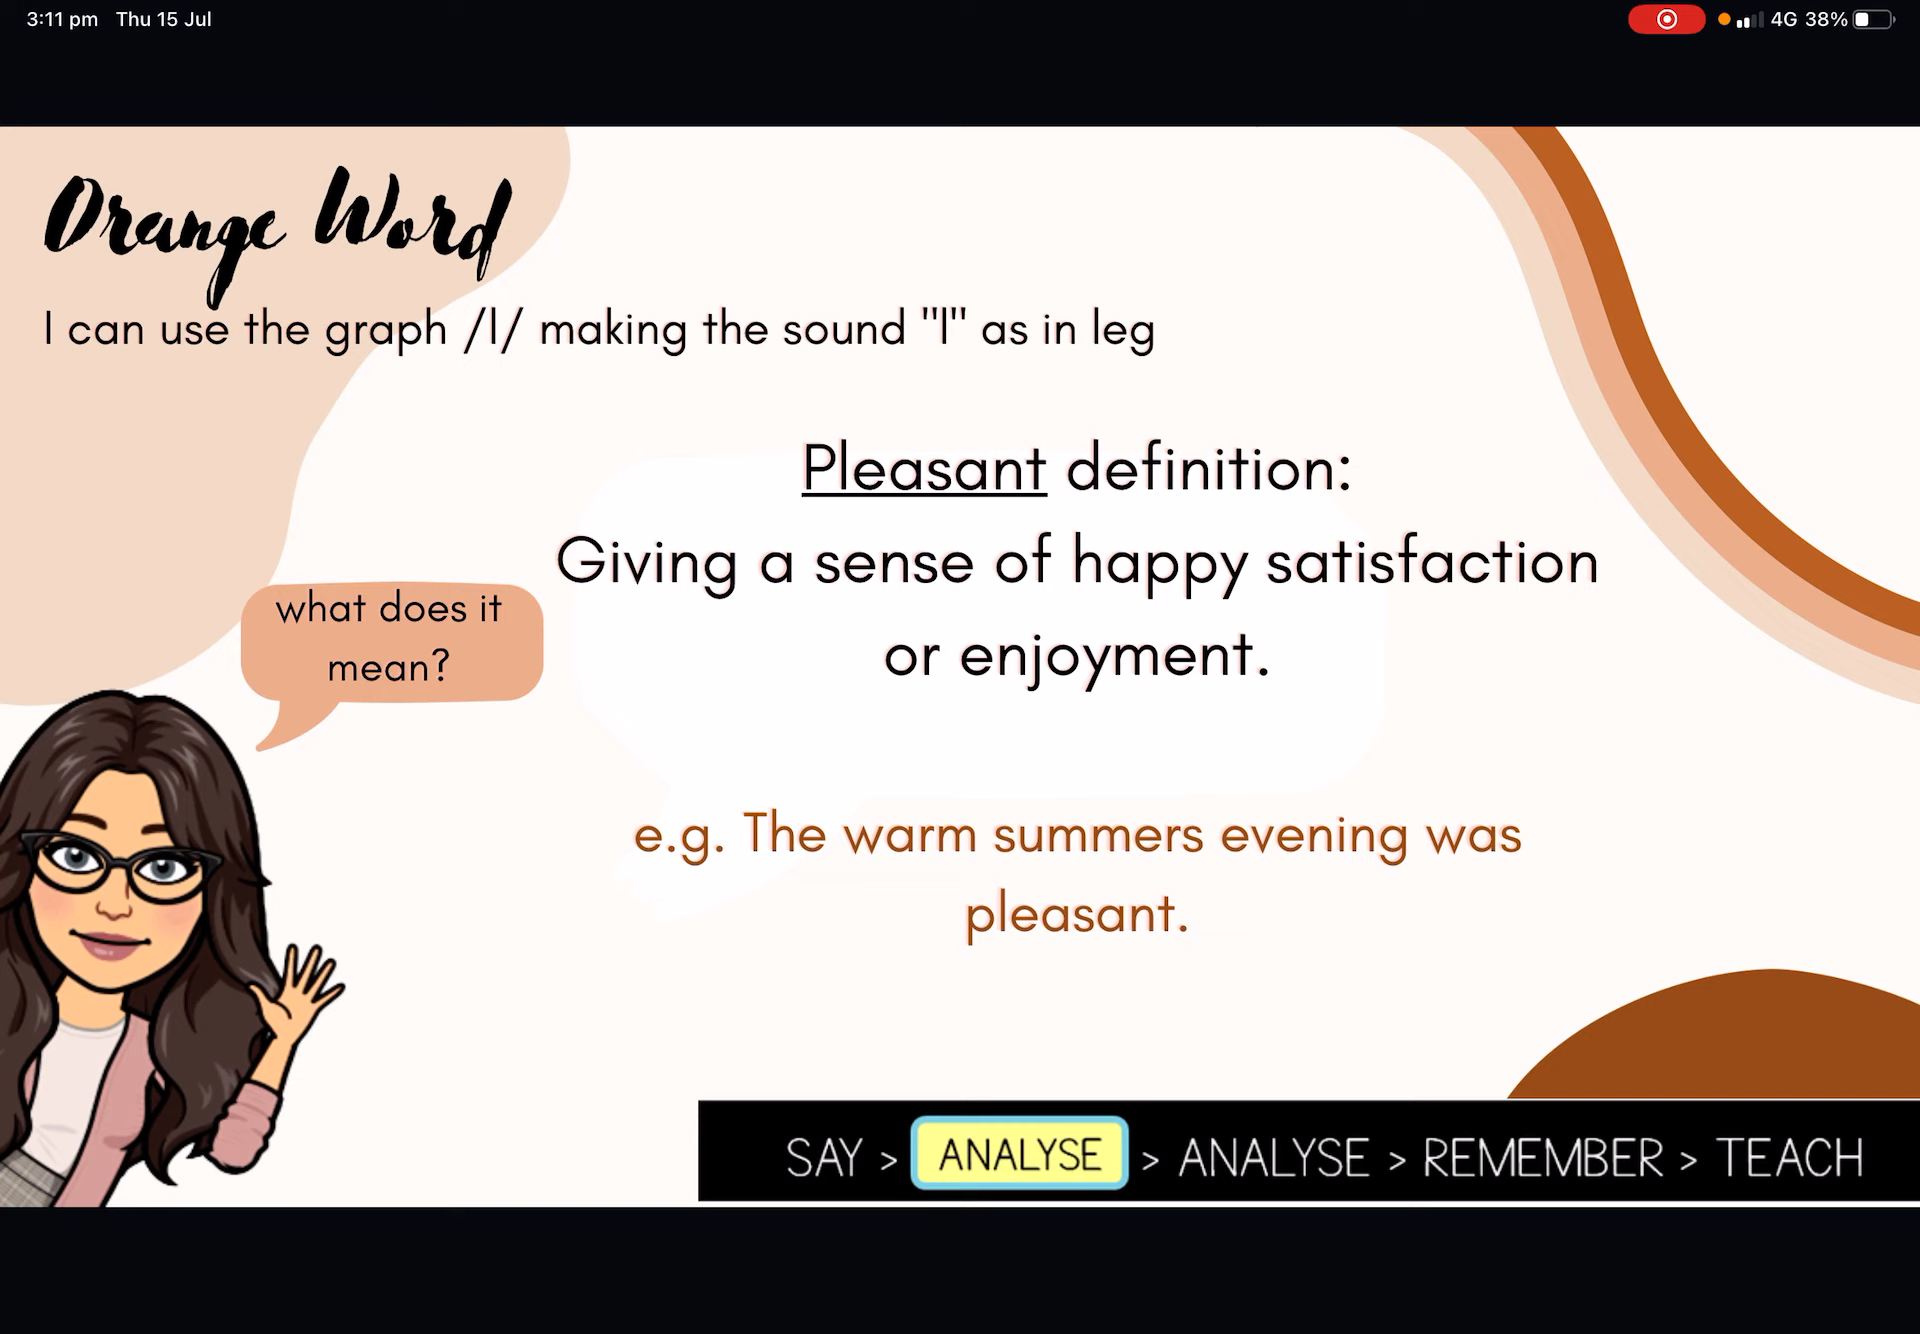 3:11 pm Thu 15 Jul 4G 38%
Orange Word
I can use the graph /l/ making the sound "l" as in leg
Pleasant definition:
Giving a sense of happy satisfaction
or enjoyment.
what does it
mean?
e.g. The warm summers evening was
pleasant.
SAY > ANALYSE > ANALYSE > REMEMBER > TEACH